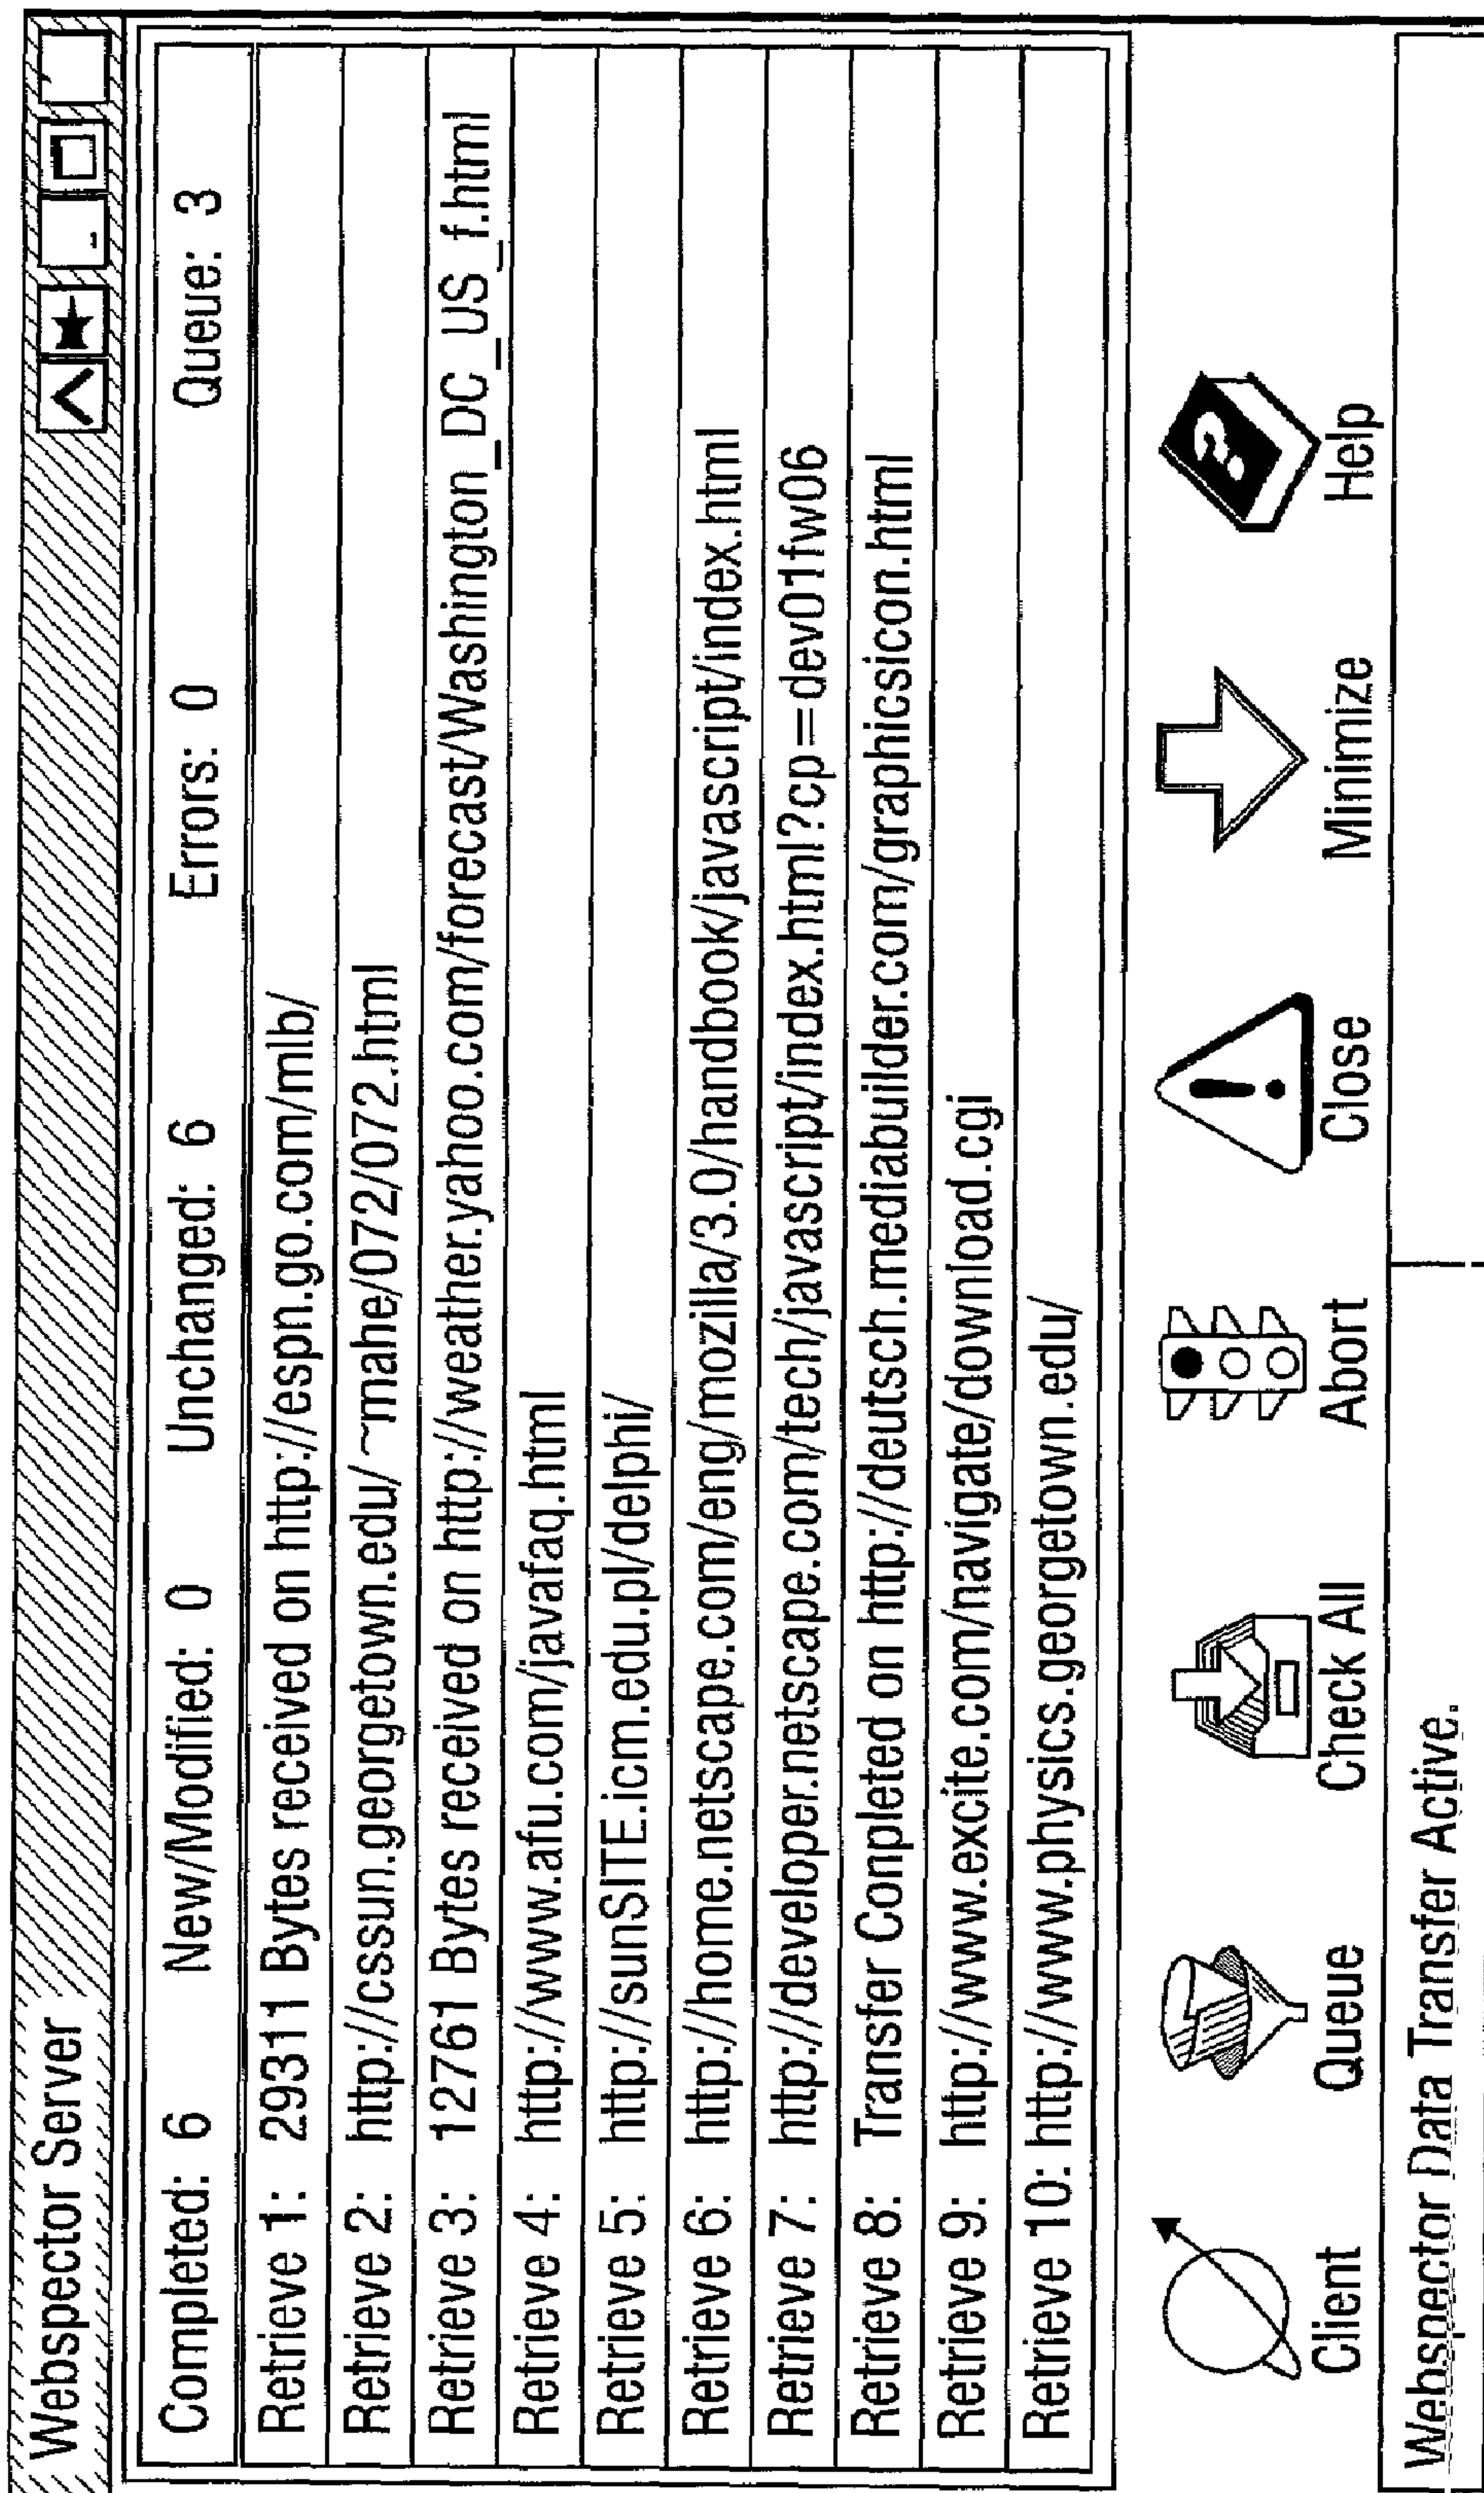 Webspector Server
Completed: 6 New/Modified: 0 Unchanged: 6 Errors: 0 Queue: 3
Retrieve 1: 29311 Bytes received on http://espn.go.com/mlb/
Retrieve 2: http://cssun.georgetown.edu/~mahe/072/072.html
Retrieve 3: 12761 Bytes received on http://weather.yahoo.com/forecast/Washington_DC_US_f.html
Retrieve 4: http://www.afu.com/javafaq.html
Retrieve 5: http://sunSITE.icm.edu.pl/delphi/
Retrieve 6: http://home.netscape.com/eng/mozilla/3.0/handbook/javascript/index.html
Retrieve 7: http://developer.netscape.com/tech/javascript/index.html?cp=dev01fw06
Retrieve 8: Transfer Conpleted on http://deutsch.mediabuilder.com/graphicsicon.html
Retrieve 9: http://www.excite.com/navigate/download.cgi
Retrieve 10: http://www.physics.georgetown.edu/
Client Queue Check All Abort Close Minimize Help
Webspector Data Transfer Active.